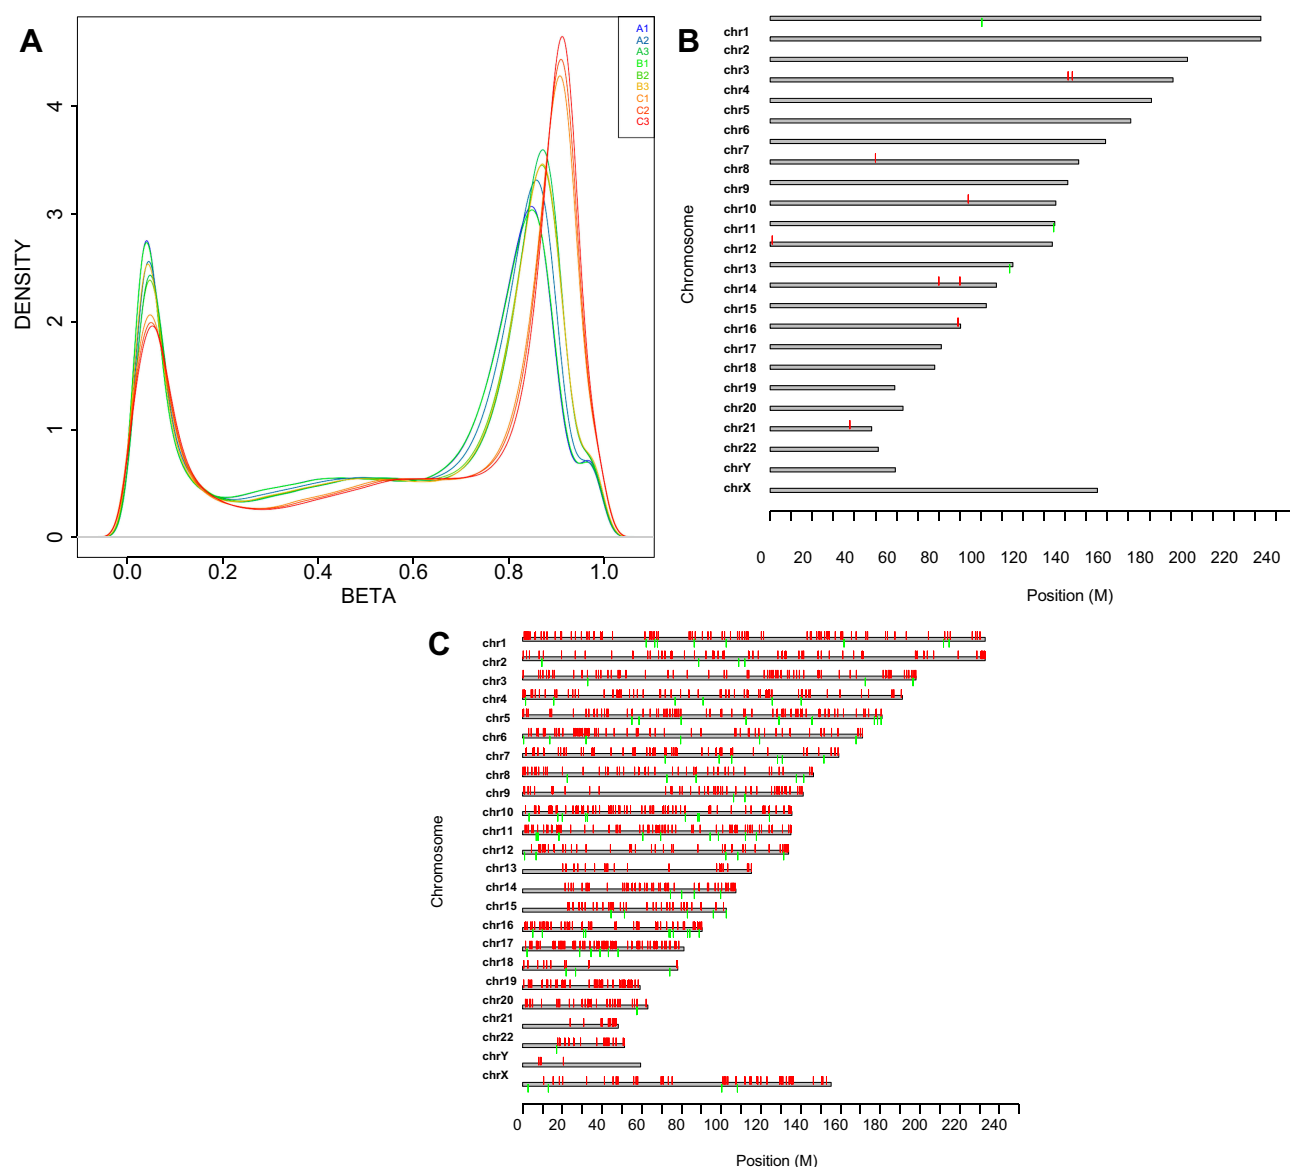 A
A1
A2
A3
B1
B2
B3
C1
C2
C3
DENSITY
0
1
2
3
4
0.0 0.2 0.4 0.6 0.8 1.0
BETA
B
Chromosome
chr1
chr2
chr3
chr4
chr5
chr6
chr7
chr8
chr9
chr10
chr11
chr12
chr13
chr14
chr15
chr16
chr17
chr18
chr19
chr20
chr21
chr22
chrY
chrX
0 20 40 60 80 100 120 140 160 180 200 220 240
Position (M)
C
Chromosome
chr1
chr2
chr3
chr4
chr5
chr6
chr7
chr8
chr9
chr10
chr11
chr12
chr13
chr14
chr15
chr16
chr17
chr18
chr19
chr20
chr21
chr22
chrY
chrX
0 20 40 60 80 100 120 140 160 180 200 220 240
Position (M)